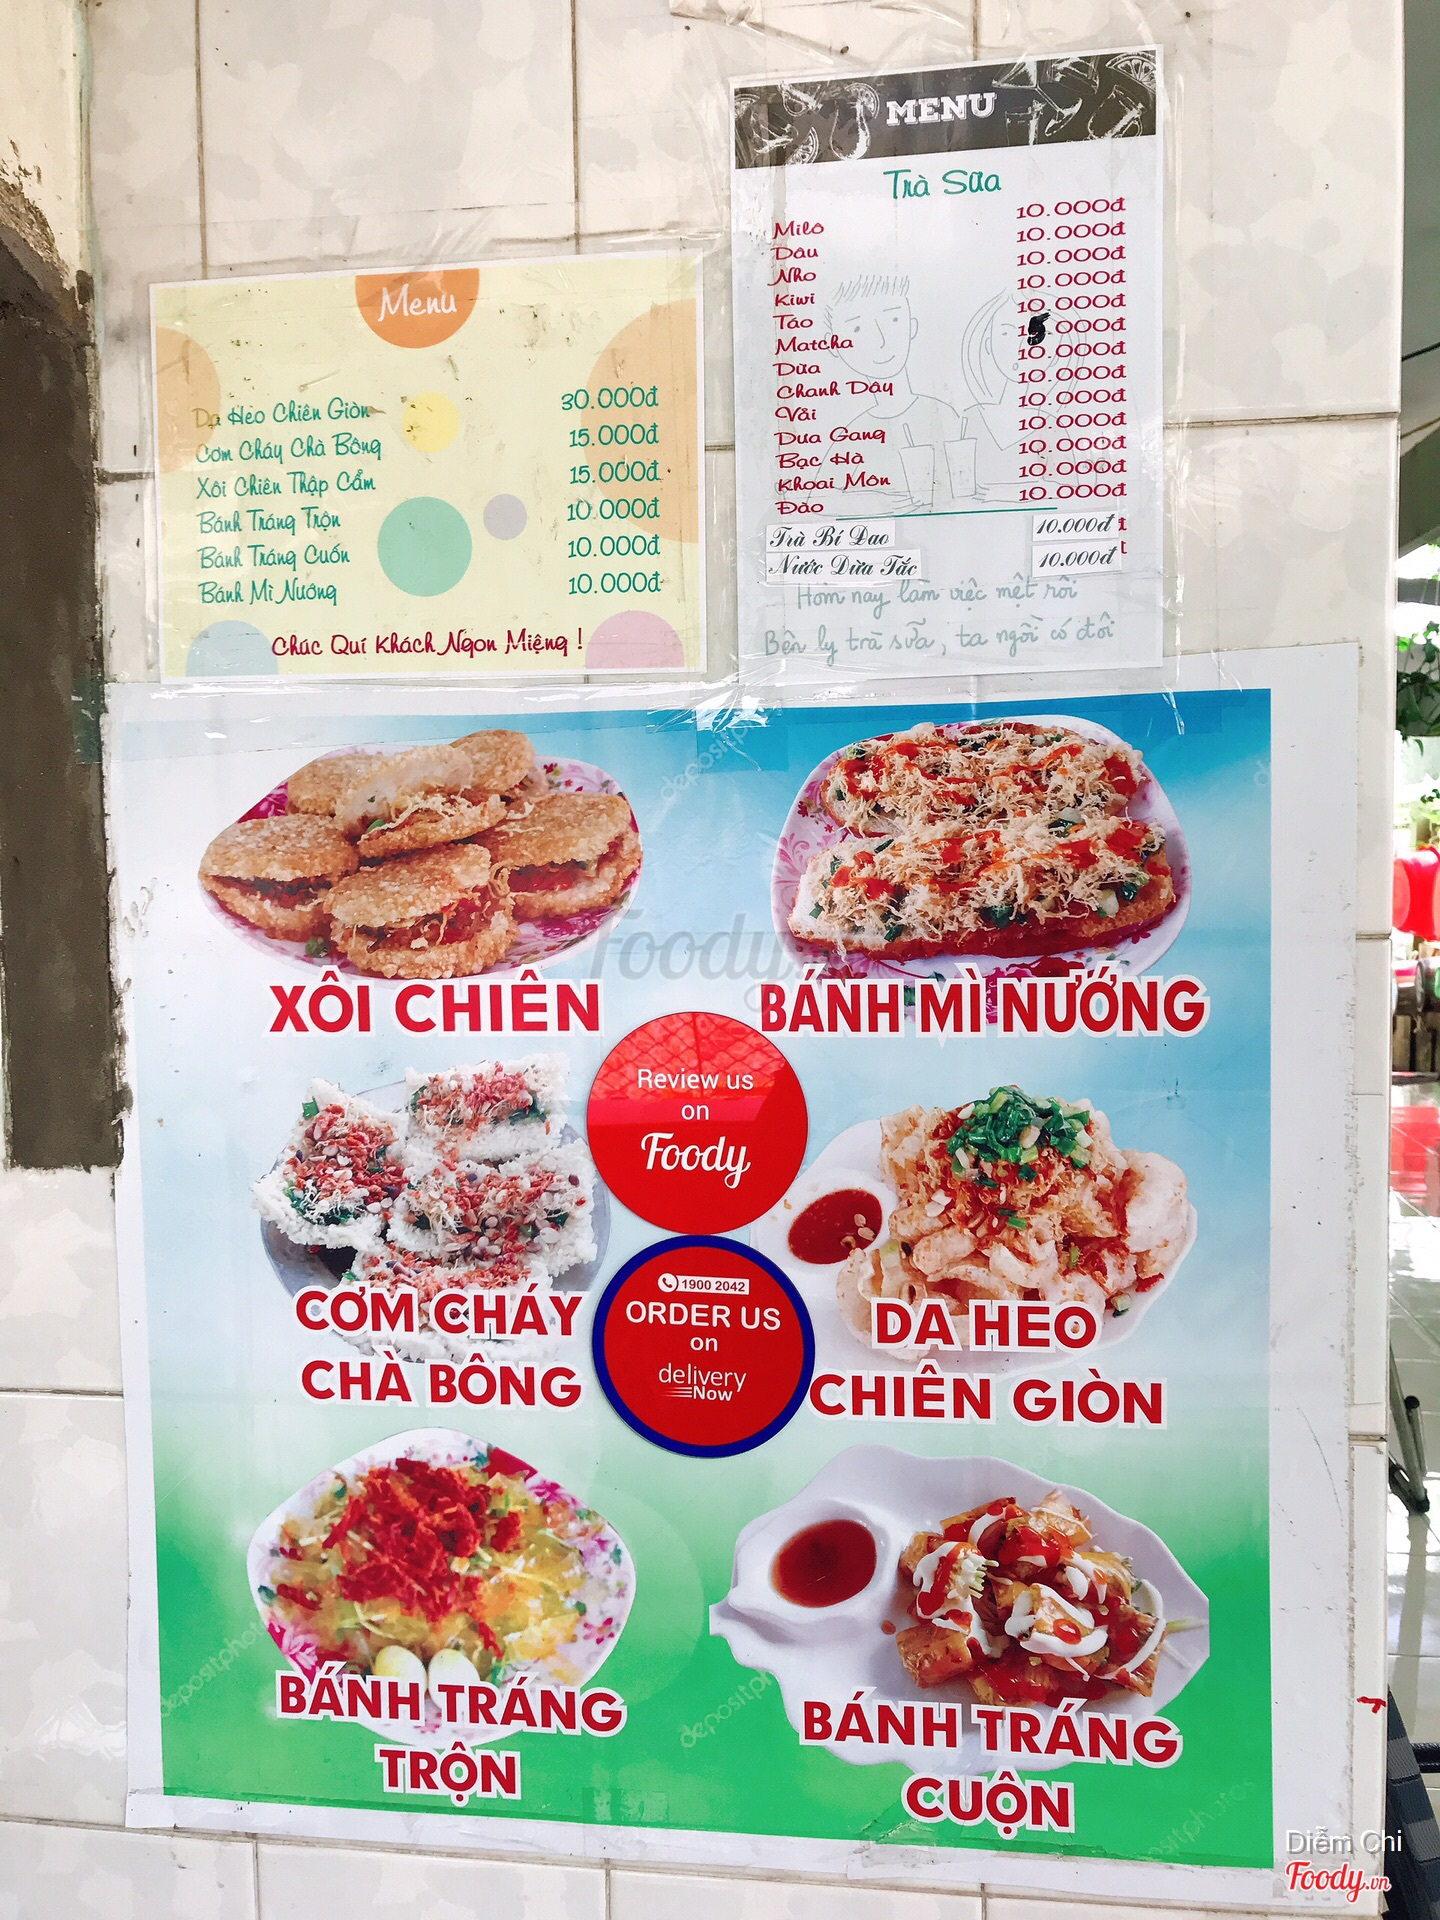 MENU
Trà Sữa
Milô 10.000đ
Dâu 10.000đ
Nho 10.000đ
Kiwi 10.000đ
Táo 10.000đ
Matcha 15.000đ
Dừa 10.000đ
Chanh Dây 10.000đ
Vải 10.000đ
Dưa Gang 10.000đ
Bạc Hà 10.000đ
Khoai Môn 10.000đ
Đào 10.000đ
Trà Bí Dao 10.000đ
Nước Dừa Tắc 10.000đ
Hôm nay làm việc mệt rồi
Bên ly trà sữa, ta ngồi có đôi
Menu
Da Heo Chiên Giòn 30.000đ
Cơm Cháy Chà Bông 15.000đ
Xôi Chiên Thập Cẩm 15.000đ
Bánh Tráng Trộn 10.000đ
Bánh Tráng Cuốn 10.000đ
Bánh Mì Nướng 10.000đ
Chúc Quí Khách Ngon Miệng !
XÔI CHIÊN
BÁNH MÌ NƯỚNG
Review us
on
Foody
CƠM CHÁY
CHÀ BÔNG
1900 2042
ORDER US
on
delivery
Now
DA HEO
CHIÊN GIÒN
BÁNH TRÁNG
TRỘN
BÁNH TRÁNG
CUỘN
depositphotos
Foody.vn
Diễm Chi
Foody.vn